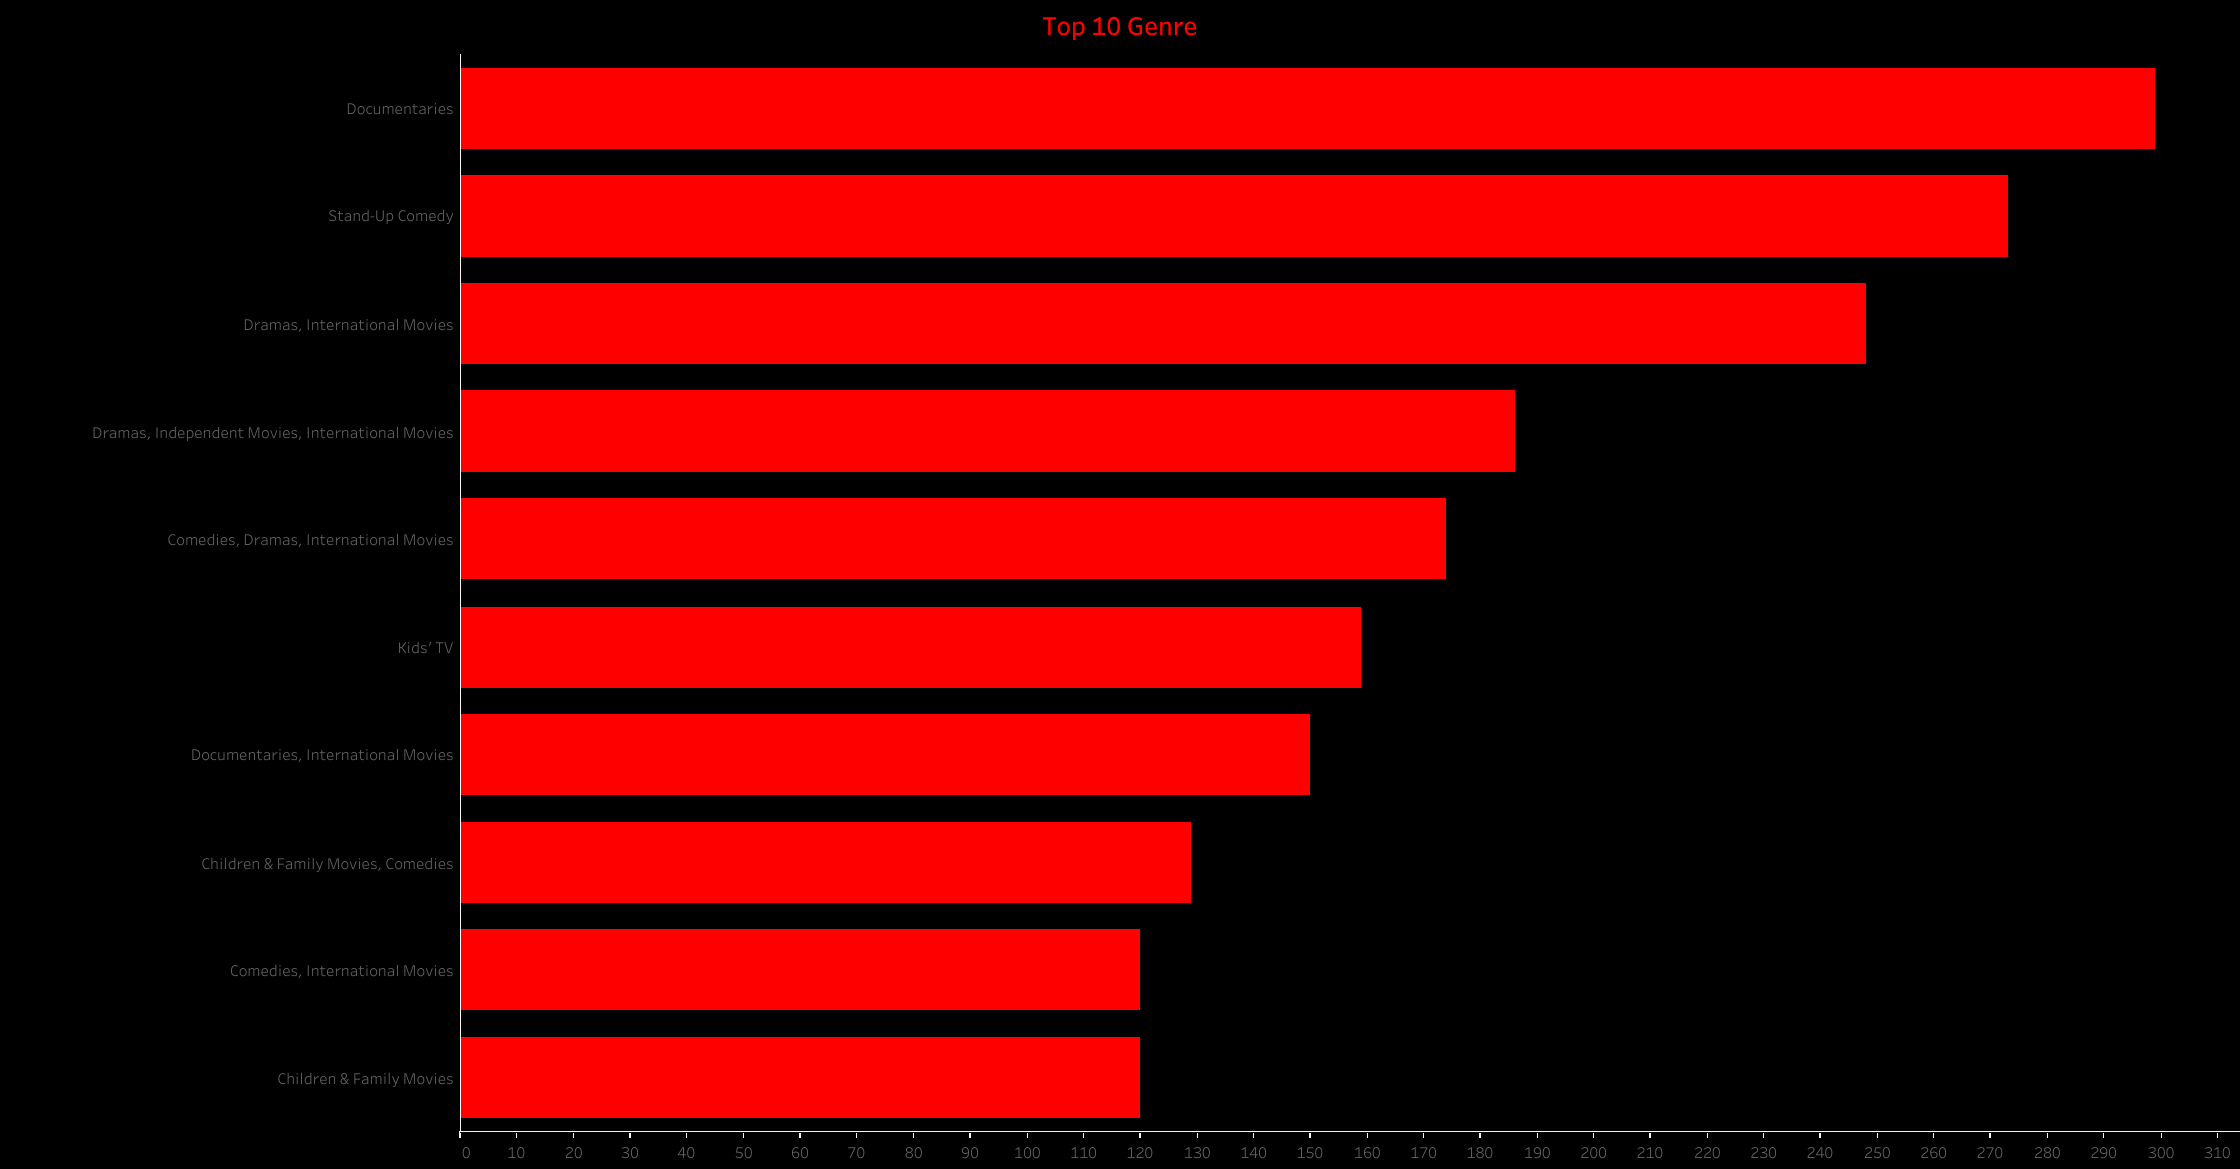 Top 10 Genre
Documentaries
Stand-Up Comedy
Dramas, International Movies
Dramas, Independent Movies, International Movies
Comedies, Dramas, International Movies
Kids' TV
Documentaries, International Movies
Children & Family Movies, Comedies
Comedies, International Movies
Children & Family Movies
0 10 20 30 40 50 60 70 80 90 100 110 120 130 140 150 160 170 180 190 200 210 220 230 240 250 260 270 280 290 300 310